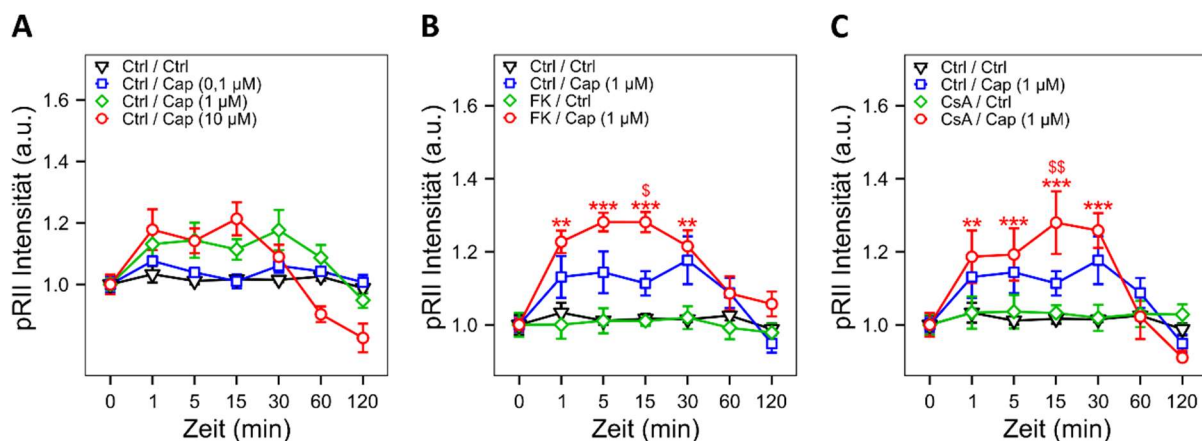 A
pRII Intensität (a.u.)
1.6
1.4
1.2
1.0
Ctrl / Ctrl
Ctrl / Cap (0,1 µM)
Ctrl / Cap (1 µM)
Ctrl / Cap (10 µM)
0 1 5 15 30 60 120
Zeit (min)
B
pRII Intensität (a.u.)
1.6
1.4
1.2
1.0
Ctrl / Ctrl
Ctrl / Cap (1 µM)
FK / Ctrl
FK / Cap (1 µM)
$
** *** *** **
0 1 5 15 30 60 120
Zeit (min)
C
pRII Intensität (a.u.)
1.6
1.4
1.2
1.0
Ctrl / Ctrl
Ctrl / Cap (1 µM)
CsA / Ctrl
CsA / Cap (1 µM)
$$
** *** *** ***
0 1 5 15 30 60 120
Zeit (min)